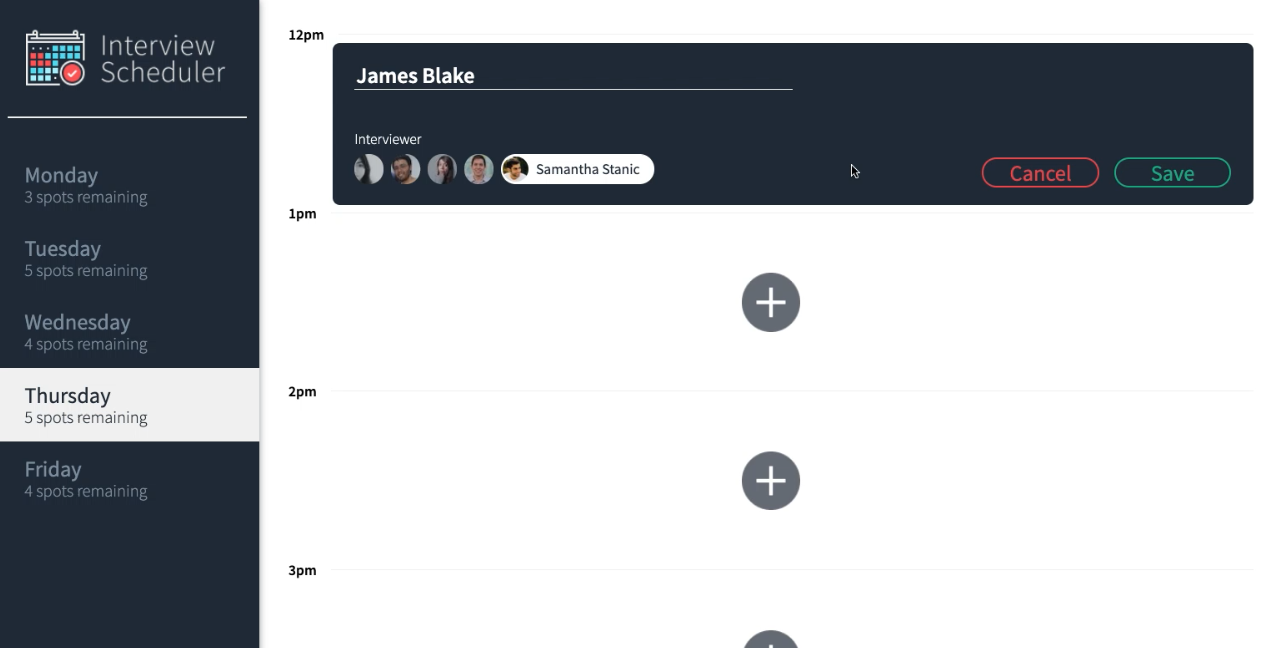 Interview
Scheduler
Monday
3 spots remaining
Tuesday
5 spots remaining
Wednesday
4 spots remaining
Thursday
5 spots remaining
Friday
4 spots remaining
12pm
James Blake
Interviewer
Samantha Stanic
Cancel
Save
1pm
2pm
3pm